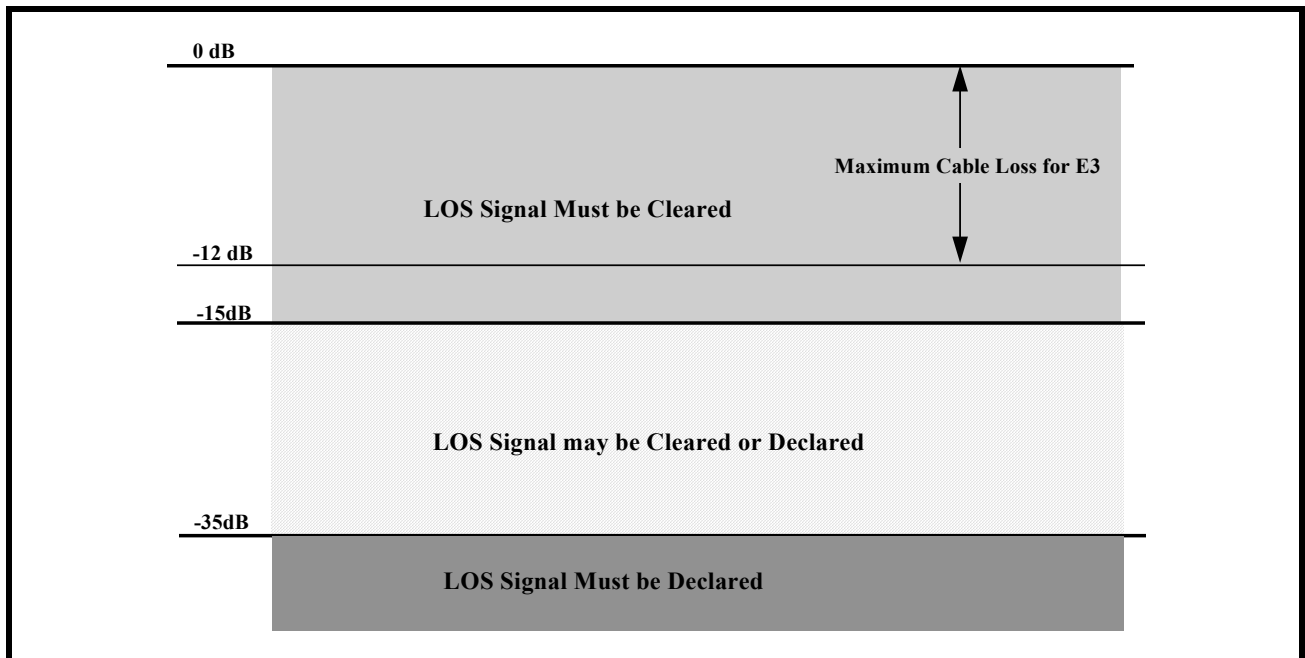 0 dB
Maximum Cable Loss for E3
LOS Signal Must be Cleared
-12 dB
-15dB
LOS Signal may be Cleared or Declared
-35dB
LOS Signal Must be Declared